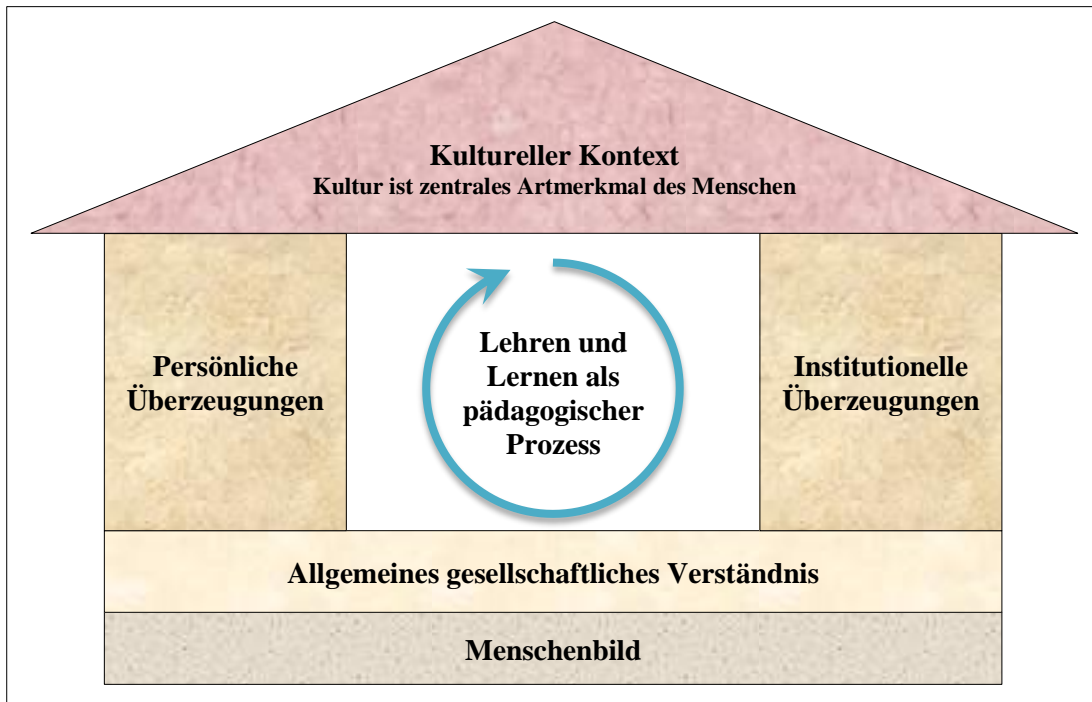 Kultureller Kontext
Kultur ist zentrales Artmerkmal des Menschen
Persönliche
Überzeugungen
Lehren und
Lernen als
pädagogischer
Prozess
Institutionelle
Überzeugungen
Allgemeines gesellschaftliches Verständnis
Menschenbild